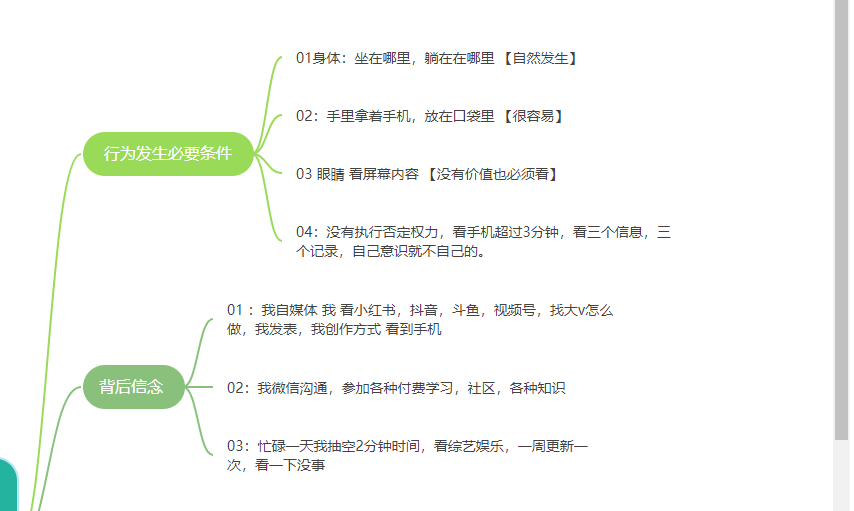 01身体：坐在哪里，躺在在哪里 【自然发生】
02：手里拿着手机，放在口袋里 【很容易】
行为发生必要条件
03 眼睛 看屏幕内容 【没有价值也必须看】
04：没有执行否定权力，看手机超过3分钟，看三个信息，三
个记录，自己意识就不自己的。
01 ：我自媒体 我 看小红书，抖音，斗鱼，视频号，找大v怎么
做，我发表，我创作方式 看到手机
背后信念
02：我微信沟通，参加各种付费学习，社区，各种知识
03：忙碌一天我抽空2分钟时间，看综艺娱乐，一周更新一
次，看一下没事